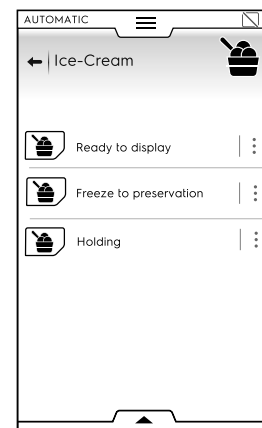 AUTOMATIC
Ice-Cream
Ready to display
Freeze to preservation
Holding